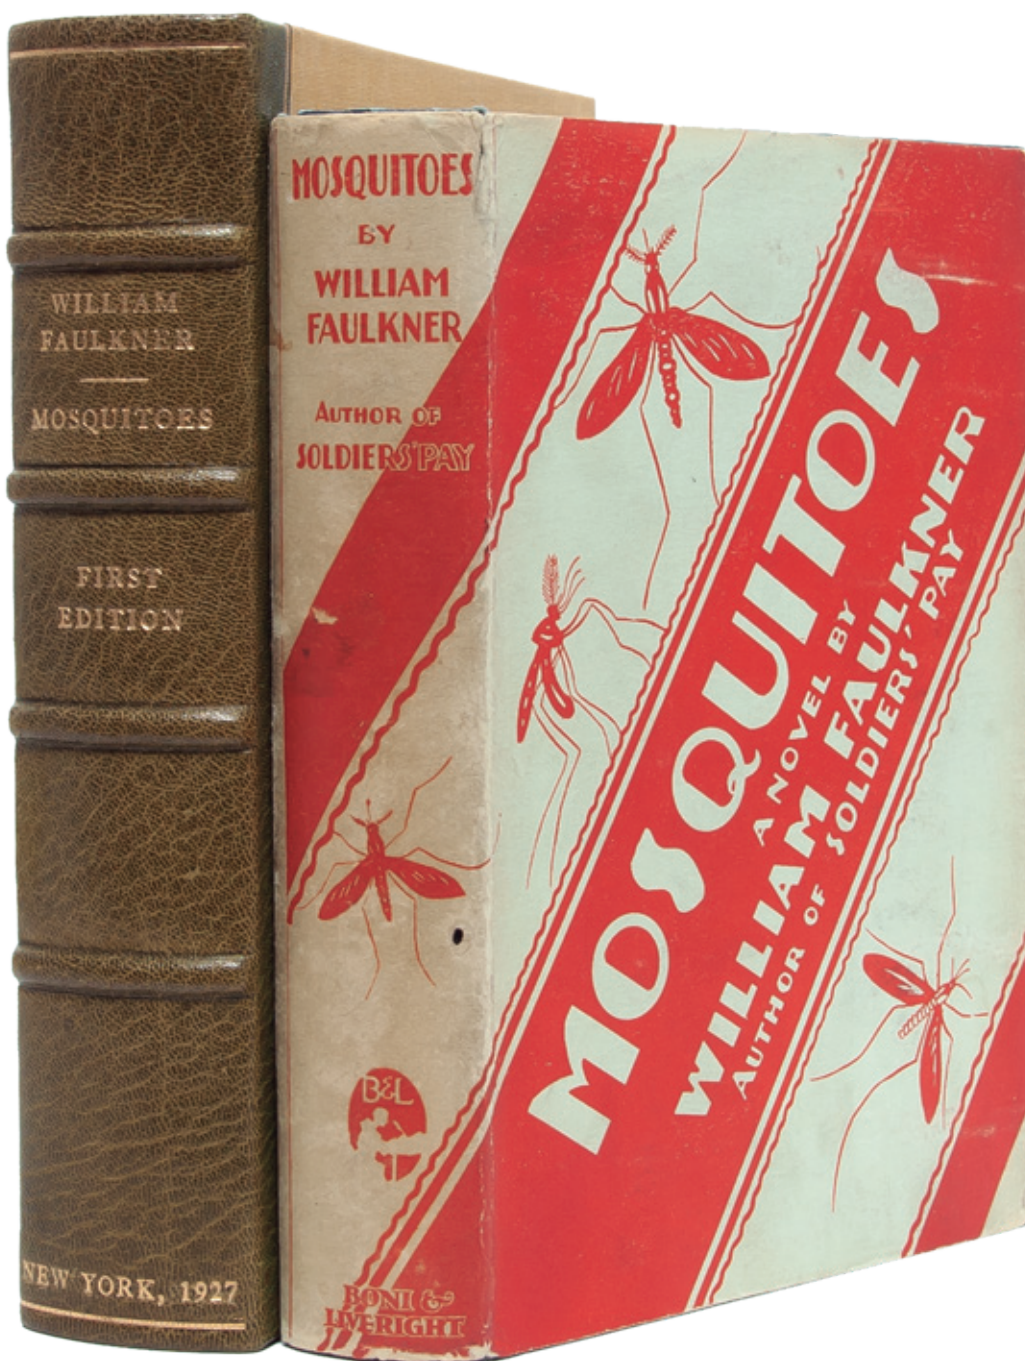 WILLIAM
FAULKNER
MOSQUITOES
FIRST
EDITION
NEW YORK, 1927
MOSQUITOES
BY
WILLIAM
FAULKNER
AUTHOR OF
SOLDIERS' PAY
B&L
BONI &
LIVERIGHT
MOSQUITOES
A NOVEL BY
WILLIAM FAULKNER
AUTHOR OF SOLDIERS' PAY